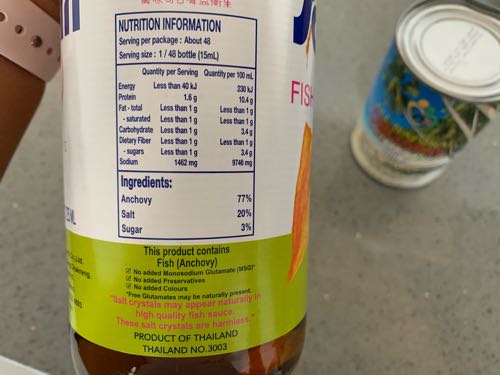 NUTRITION INFORMATION
Serving per package : About 48
Serving size : 1 / 48 bottle (15mL)
Quantity per Serving Quantity per 100 mL
Energy Less than 40 kJ 230 kJ
Protein 1.6 g 10.4 g
Fat - total Less than 1 g Less than 1 g
- saturated Less than 1 g Less than 1 g
Carbohydrate Less than 1 g 3.4 g
Dietary Fiber Less than 1 g Less than 1 g
- sugars Less than 1 g 3.4 g
Sodium 1462 mg 9746 mg
Ingredients:
Anchovy 77%
Salt 20%
Sugar 3%
This product contains
Fish (Anchovy)
No added Monosodium Glutamate (MSG)*
No added Preservatives
No added Colours
*Free Glutamates may be naturally present.
"Salt crystals may appear naturally in
high quality fish sauce.
These salt crystals are harmless."
PRODUCT OF THAILAND
THAILAND NO.3003
FISH